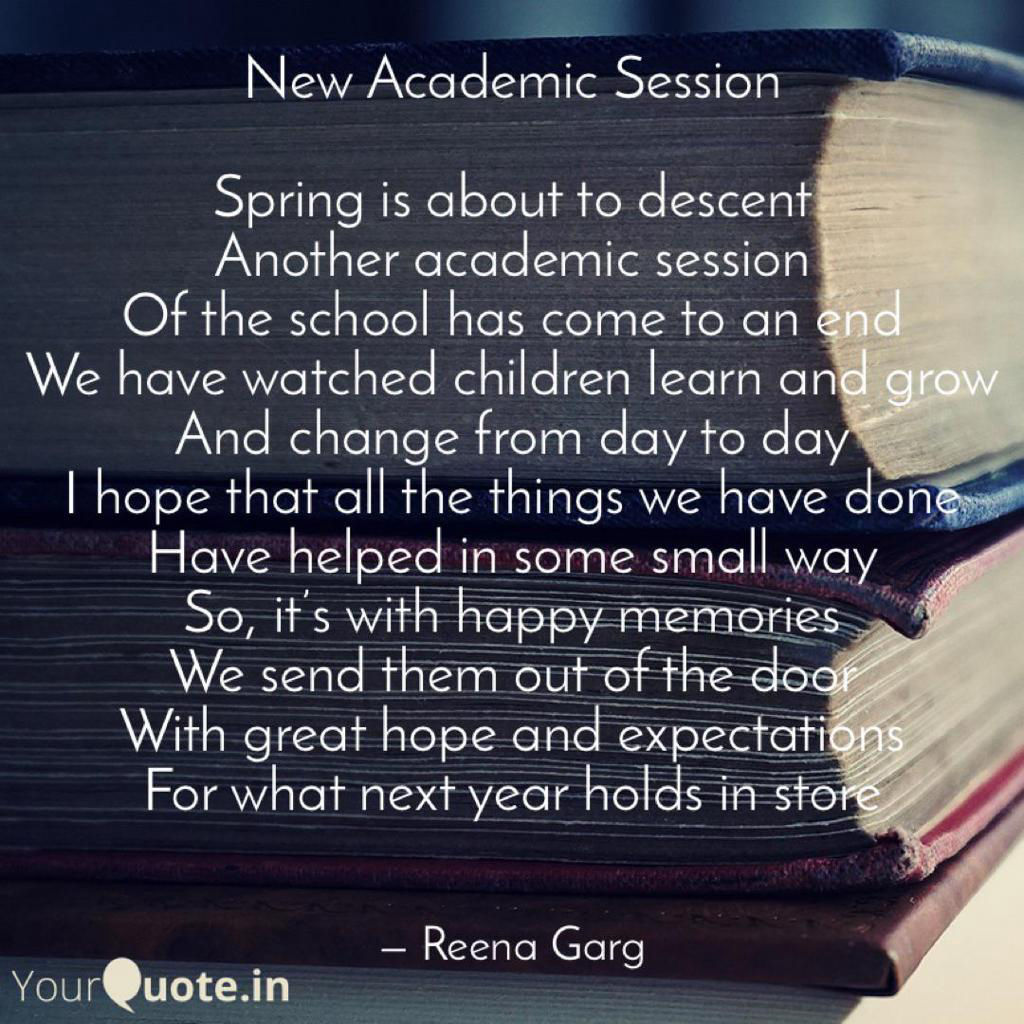 New Academic Session
Spring is about to descent
Another academic session
Of the school has come to an end
We have watched children learn and grow
And change from day to day
I hope that all the things we have done
Have helped in some small way
So, it's with happy memories
We send them out of the door
With great hope and expectations
For what next year holds in store
– Reena Garg
YourQuote.in